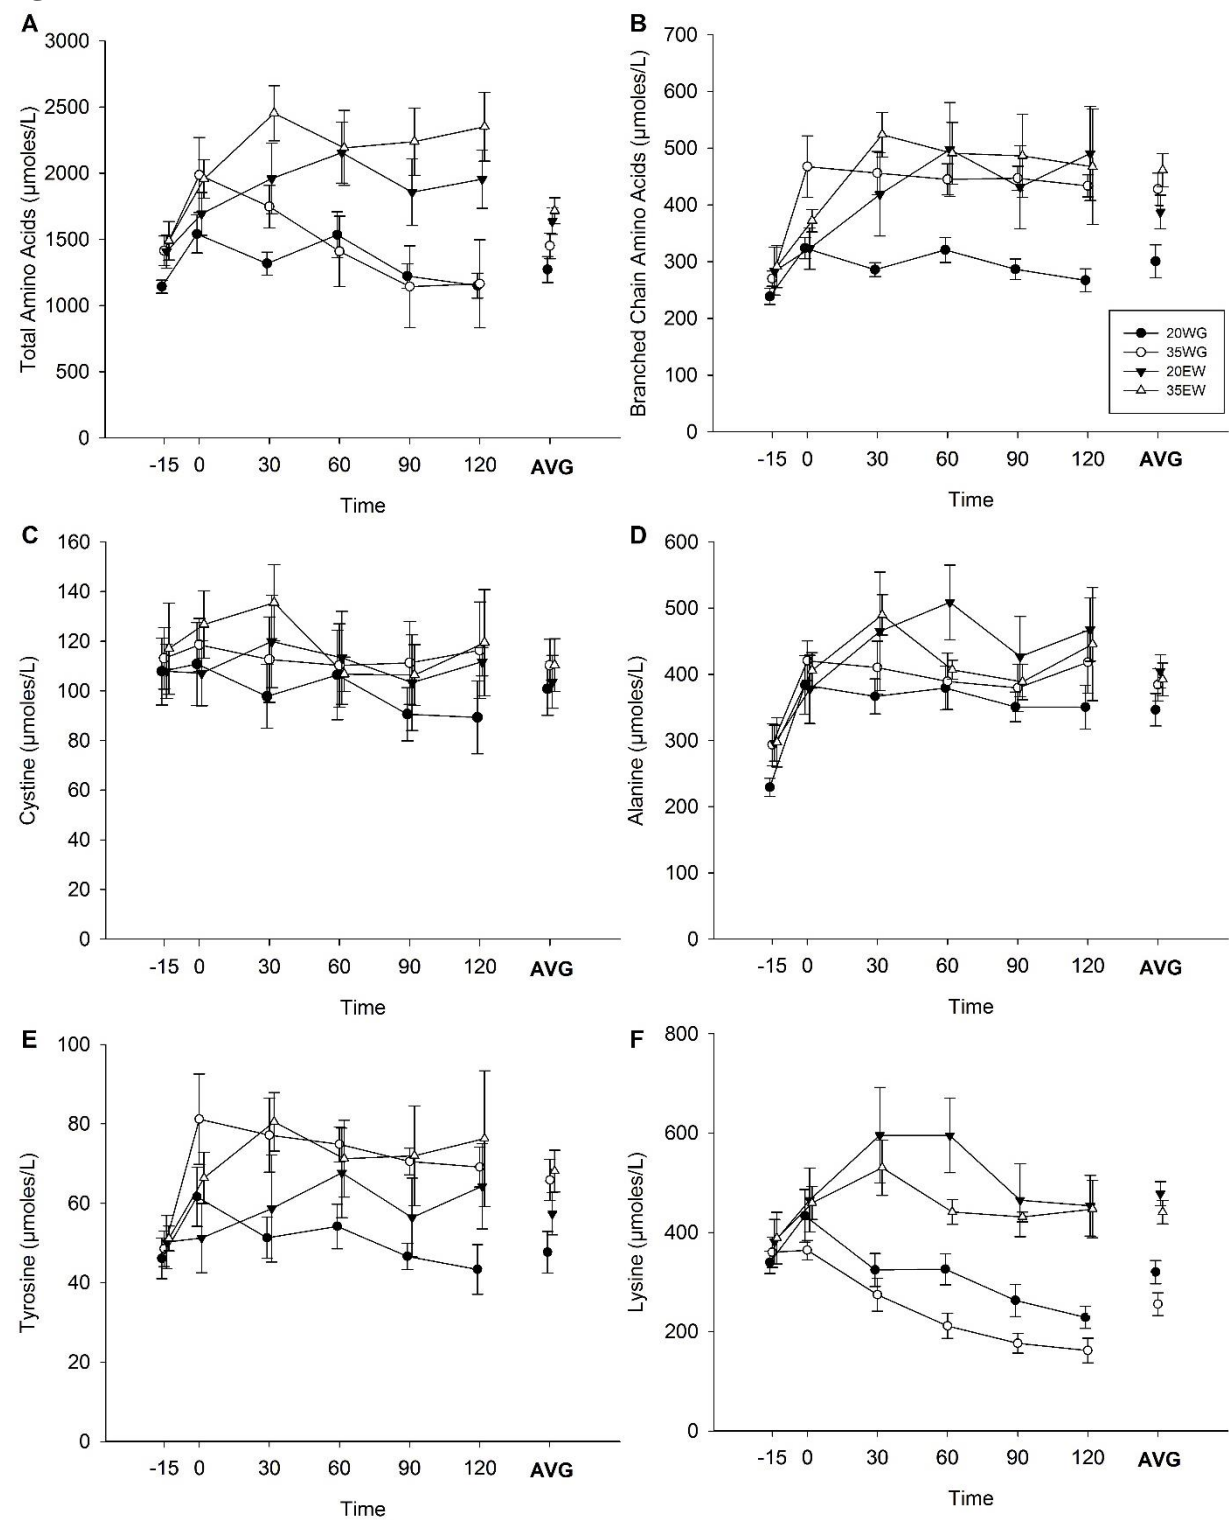 A
3000
2500
2000
1500
1000
500
0
Total Amino Acids (μmoles/L)
-15 0 30 60 90 120 AVG
Time
B
700
600
500
400
300
200
100
0
Branched Chain Amino Acids (μmoles/L)
20WG
35WG
20EW
35EW
-15 0 30 60 90 120 AVG
Time
C
160
140
120
100
80
60
40
20
0
Cystine (μmoles/L)
-15 0 30 60 90 120 AVG
Time
D
600
500
400
300
200
100
0
Alanine (μmoles/L)
-15 0 30 60 90 120 AVG
Time
E
100
80
60
40
20
0
Tyrosine (μmoles/L)
-15 0 30 60 90 120 AVG
Time
F
800
600
400
200
0
Lysine (μmoles/L)
-15 0 30 60 90 120 AVG
Time